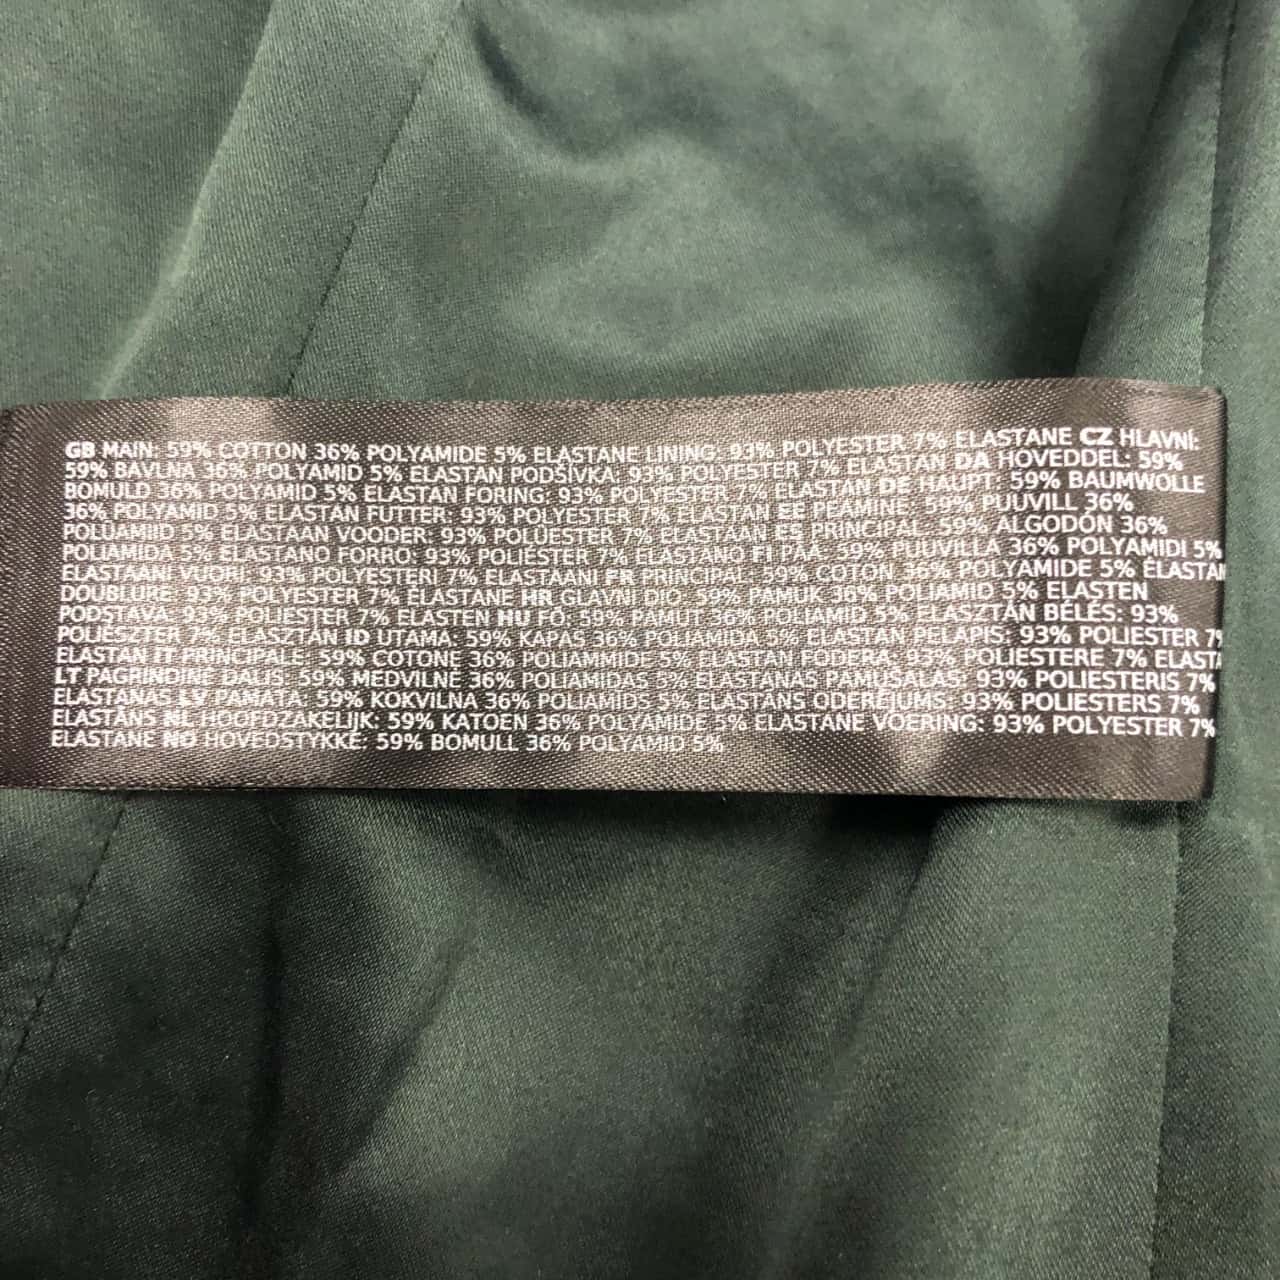 GB MAIN: 59% COTTON 36% POLYAMIDE 5% ELASTANE LINING: 93% POLYESTER 7% ELASTANE CZ HLAVNÍ:
59% BAVLNA 36% POLYAMID 5% ELASTAN PODŠÍVKA: 93% POLYESTER 7% ELASTAN DA HOVEDDEL: 59%
BOMULD 36% POLYAMID 5% ELASTAN FORING: 93% POLYESTER 7% ELASTAN DE HAUPT: 59% BAUMWOLLE
36% POLYAMID 5% ELASTAN FUTTER: 93% POLYESTER 7% ELASTAN EE PEAMINE: 59% PUUVILL 36%
POLÜAMIID 5% ELASTAAN VOODER: 93% POLÜESTER 7% ELASTAAN ES PRINCIPAL: 59% ALGODÓN 36%
POLIAMIDA 5% ELASTANO FORRO: 93% POLIÉSTER 7% ELASTANO FI PÄÄ: 59% PUUVILLA 36% POLYAMIDI 5%
ELASTAANI VUORI: 93% POLYESTERI 7% ELASTAANI FR PRINCIPAL: 59% COTON 36% POLYAMIDE 5% ÉLASTAN
DOUBLURE: 93% POLYESTER 7% ÉLASTANE HR GLAVNI DIO: 59% PAMUK 36% POLIAMID 5% ELASTEN
PODSTAVA: 93% POLIESTER 7% ELASTEN HU FŐ: 59% PAMUT 36% POLIAMID 5% ELASZTÁN BÉLÉS: 93%
POLIÉSZTER 7% ELASZTÁN ID UTAMA: 59% KAPAS 36% POLIAMIDA 5% ELASTAN PELAPIS: 93% POLIESTER 7%
ELASTAN IT PRINCIPALE: 59% COTONE 36% POLIAMMIDE 5% ELASTAN FODERA: 93% POLIESTERE 7% ELASTA
LT PAGRINDINĖ DALIS: 59% MEDVILNĖ 36% POLIAMIDAS 5% ELASTANAS PAMUŠALAS: 93% POLIESTERIS 7%
ELASTANAS LV PAMATA: 59% KOKVILNA 36% POLIAMĪDS 5% ELASTĀNS ODERĒJUMS: 93% POLIESTERS 7%
ELASTĀNS NL HOOFDZAKELIJK: 59% KATOEN 36% POLYAMIDE 5% ELASTANE VOERING: 93% POLYESTER 7%
ELASTANE NO HOVEDSTYKKE: 59% BOMULL 36% POLYAMID 5%